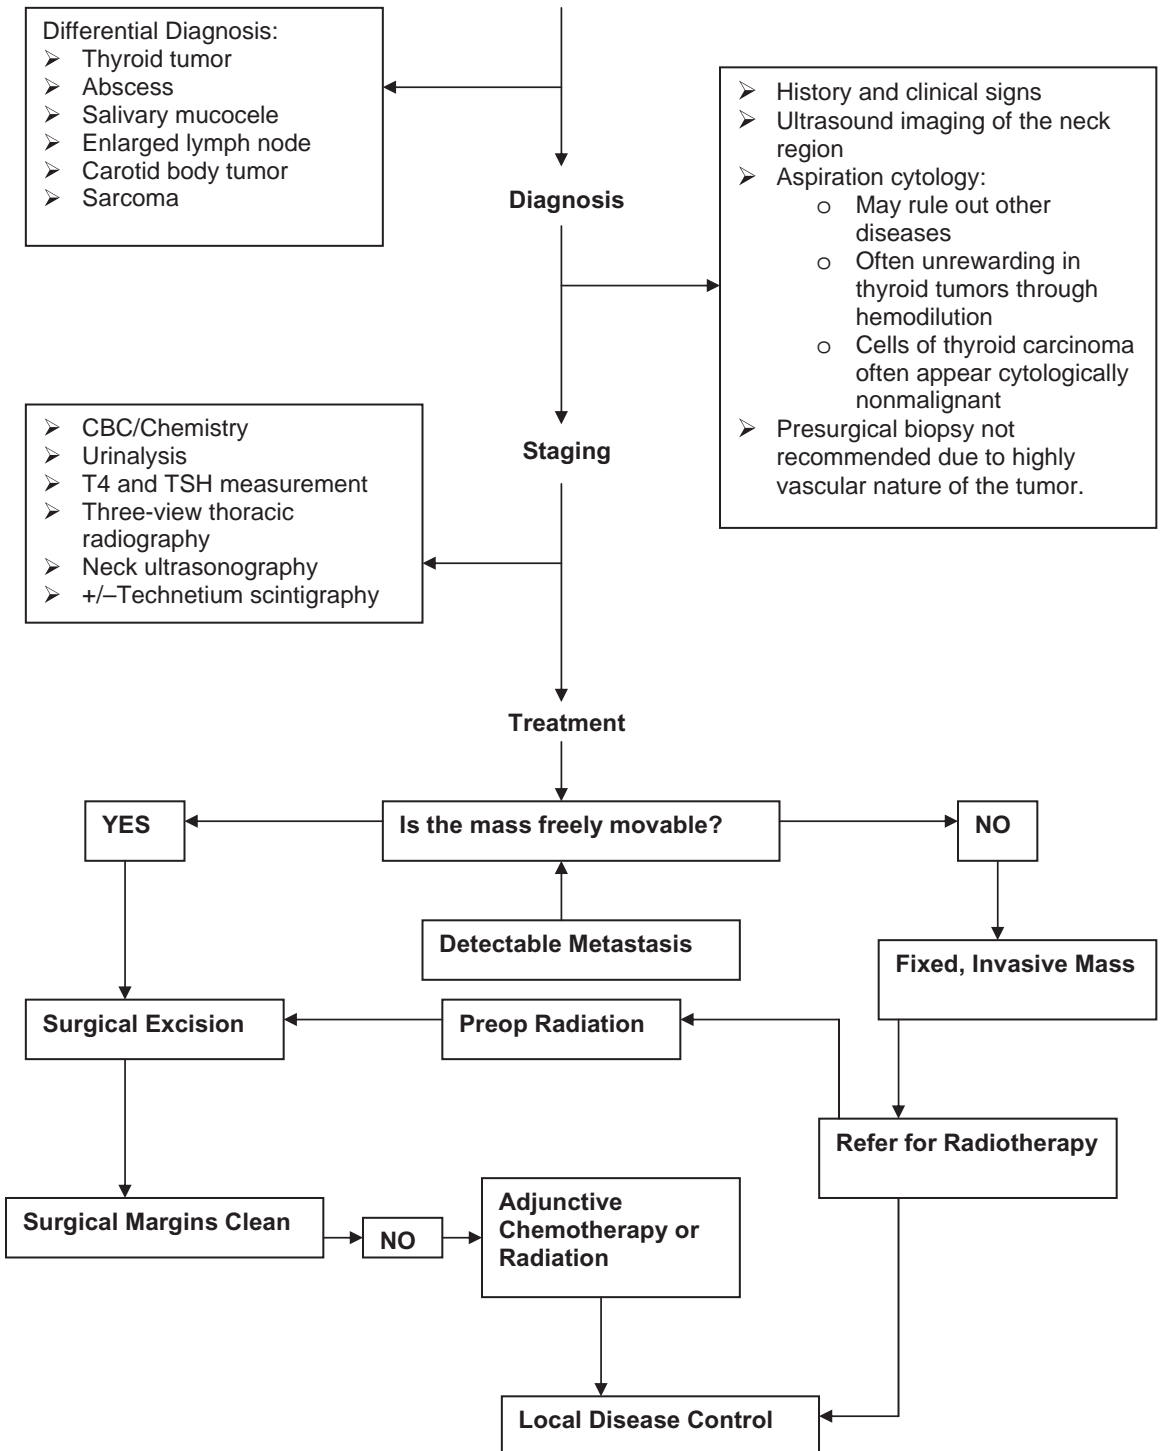 Differential Diagnosis:
➢ Thyroid tumor
➢ Abscess
➢ Salivary mucocele
➢ Enlarged lymph node
➢ Carotid body tumor
➢ Sarcoma
➢ History and clinical signs
➢ Ultrasound imaging of the neck
region
➢ Aspiration cytology:
o May rule out other
diseases
o Often unrewarding in
thyroid tumors through
hemodilution
o Cells of thyroid carcinoma
often appear cytologically
nonmalignant
➢ Presurgical biopsy not
recommended due to highly
vascular nature of the tumor.
Diagnosis
➢ CBC/Chemistry
➢ Urinalysis
➢ T4 and TSH measurement
➢ Three-view thoracic
radiography
➢ Neck ultrasonography
➢ +/–Technetium scintigraphy
Staging
Treatment
YES
Is the mass freely movable?
NO
Detectable Metastasis
Fixed, Invasive Mass
Surgical Excision
Preop Radiation
Refer for Radiotherapy
Surgical Margins Clean
NO
Adjunctive
Chemotherapy or
Radiation
Local Disease Control